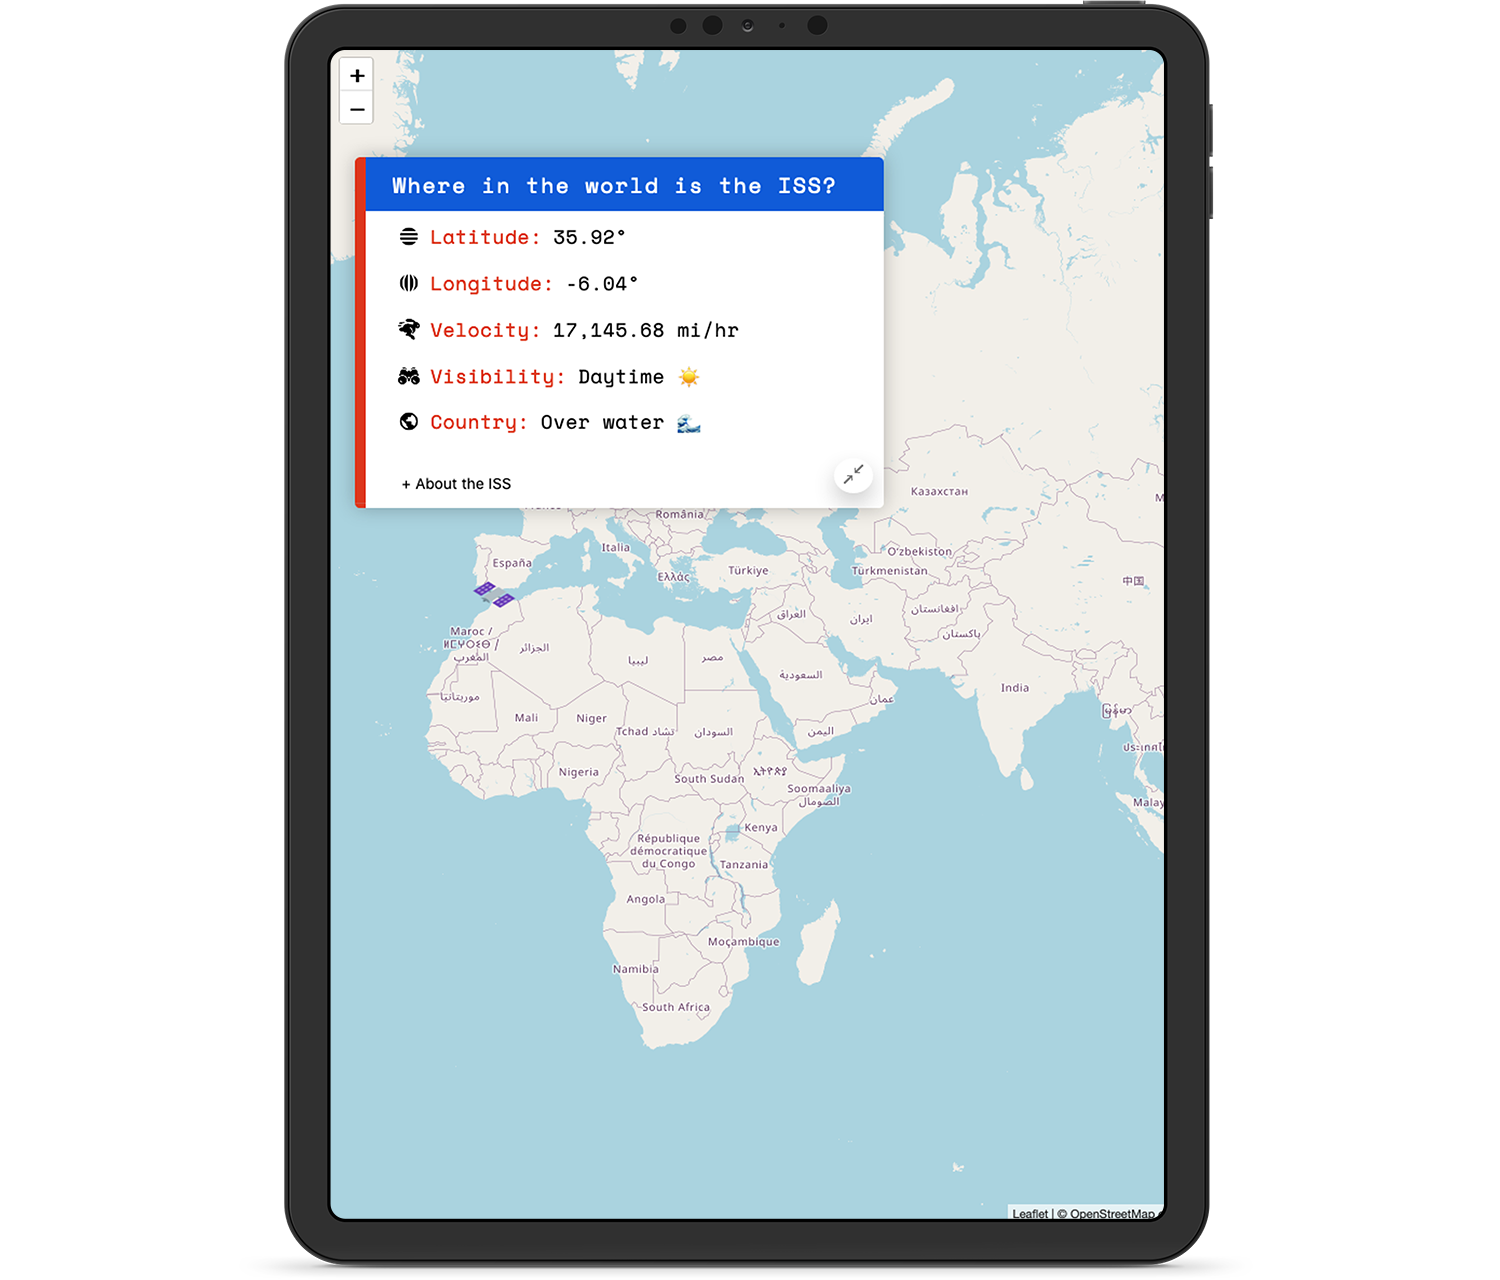 +
−
Where in the world is the ISS?
Latitude: 35.92°
Longitude: -6.04°
Velocity: 17,145.68 mi/hr
Visibility: Daytime ☀️
Country: Over water 🌊
+ About the ISS
Казахстан
România
Italia
España
O'zbekiston
Türkiye
Türkmenistan
Ελλάς
中国
العراق
ایران
افغانستان
پاکستان
Maroc /
ⵍⵎⵖⵔⵉⴱ /
المغرب
الجزائر
ليبيا
مصر
السعودية
India
موريتانيا
عمان
Mali
Niger
Tchad تشاد
السودان
اليمن
မြန်မာ
Nigeria
South Sudan
ኢትዮጵያ
Soomaaliya
الصومال
Kenya
République
démocratique
du Congo
Tanzania
Angola
Moçambique
Namibia
South Africa
Leaflet | © OpenStreetMap